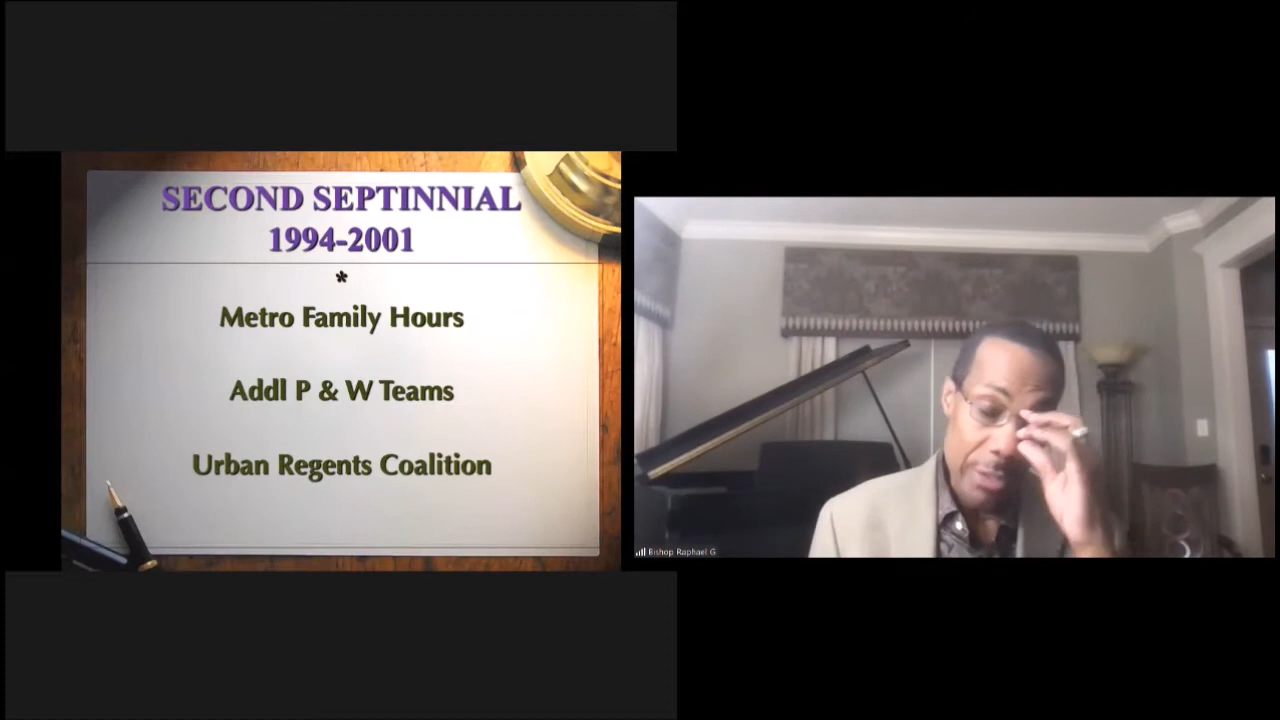 SECOND SEPTINNIAL
1994-2001
*
Metro Family Hours
Addl P & W Teams
Urban Regents Coalition
Bishop Raphael G